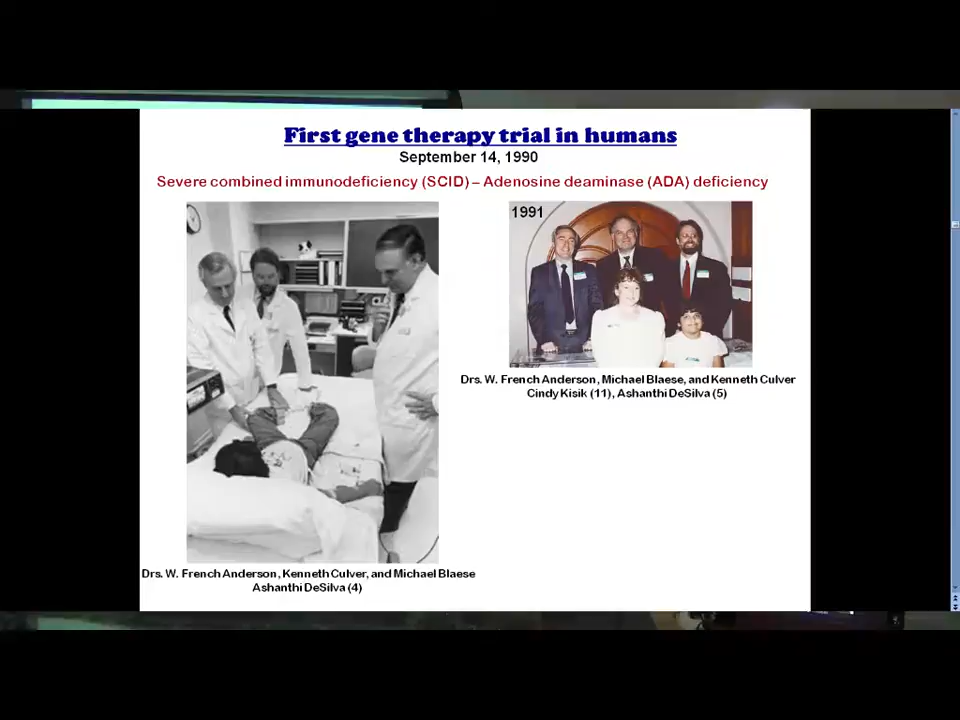 First gene therapy trial in humans
September 14, 1990
Severe combined immunodeficiency (SCID) – Adenosine deaminase (ADA) deficiency
1991
Drs. W. French Anderson, Michael Blaese, and Kenneth Culver
Cindy Kisik (11), Ashanthi DeSilva (5)
Drs. W. French Anderson, Kenneth Culver, and Michael Blaese
Ashanthi DeSilva (4)